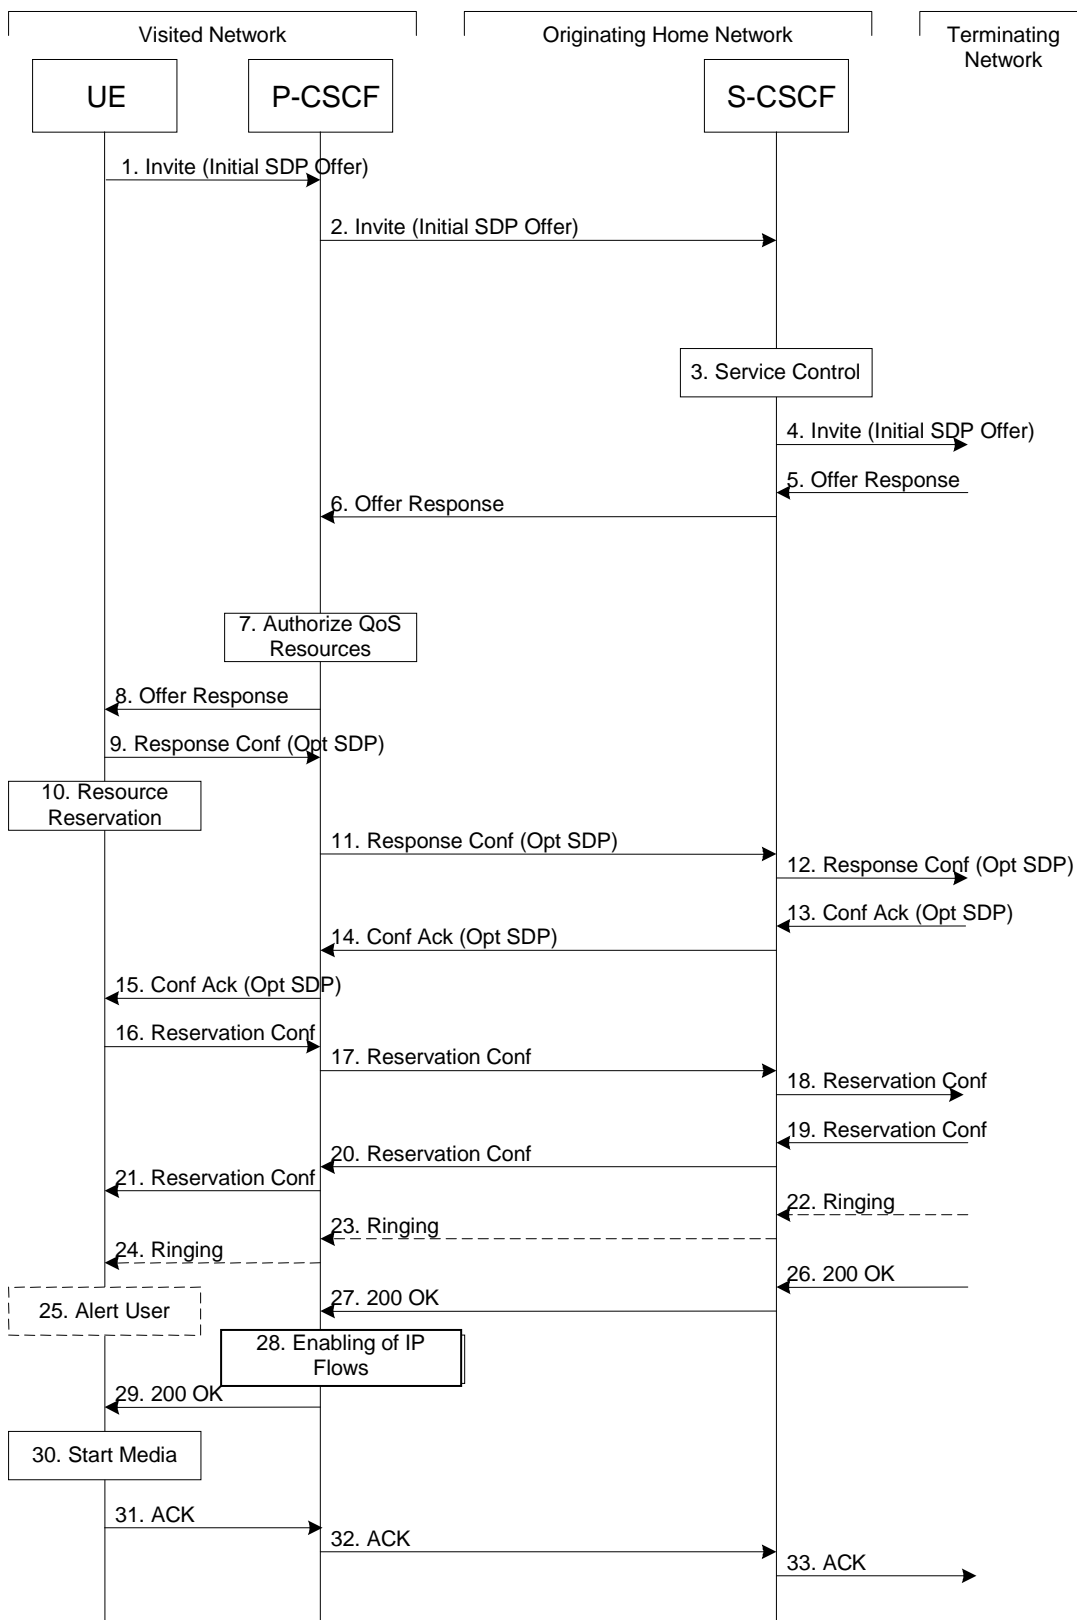 Visited Network
Originating Home Network
Terminating
Network
UE
P-CSCF
S-CSCF
1. Invite (Initial SDP Offer)
2. Invite (Initial SDP Offer)
3. Service Control
4. Invite (Initial SDP Offer)
5. Offer Response
6. Offer Response
7. Authorize QoS
Resources
8. Offer Response
9. Response Conf (Opt SDP)
10. Resource
Reservation
11. Response Conf (Opt SDP)
12. Response Conf (Opt SDP)
13. Conf Ack (Opt SDP)
14. Conf Ack (Opt SDP)
15. Conf Ack (Opt SDP)
16. Reservation Conf
17. Reservation Conf
18. Reservation Conf
19. Reservation Conf
20. Reservation Conf
21. Reservation Conf
22. Ringing
23. Ringing
24. Ringing
25. Alert User
26. 200 OK
27. 200 OK
28. Enabling of IP
Flows
29. 200 OK
30. Start Media
31. ACK
32. ACK
33. ACK